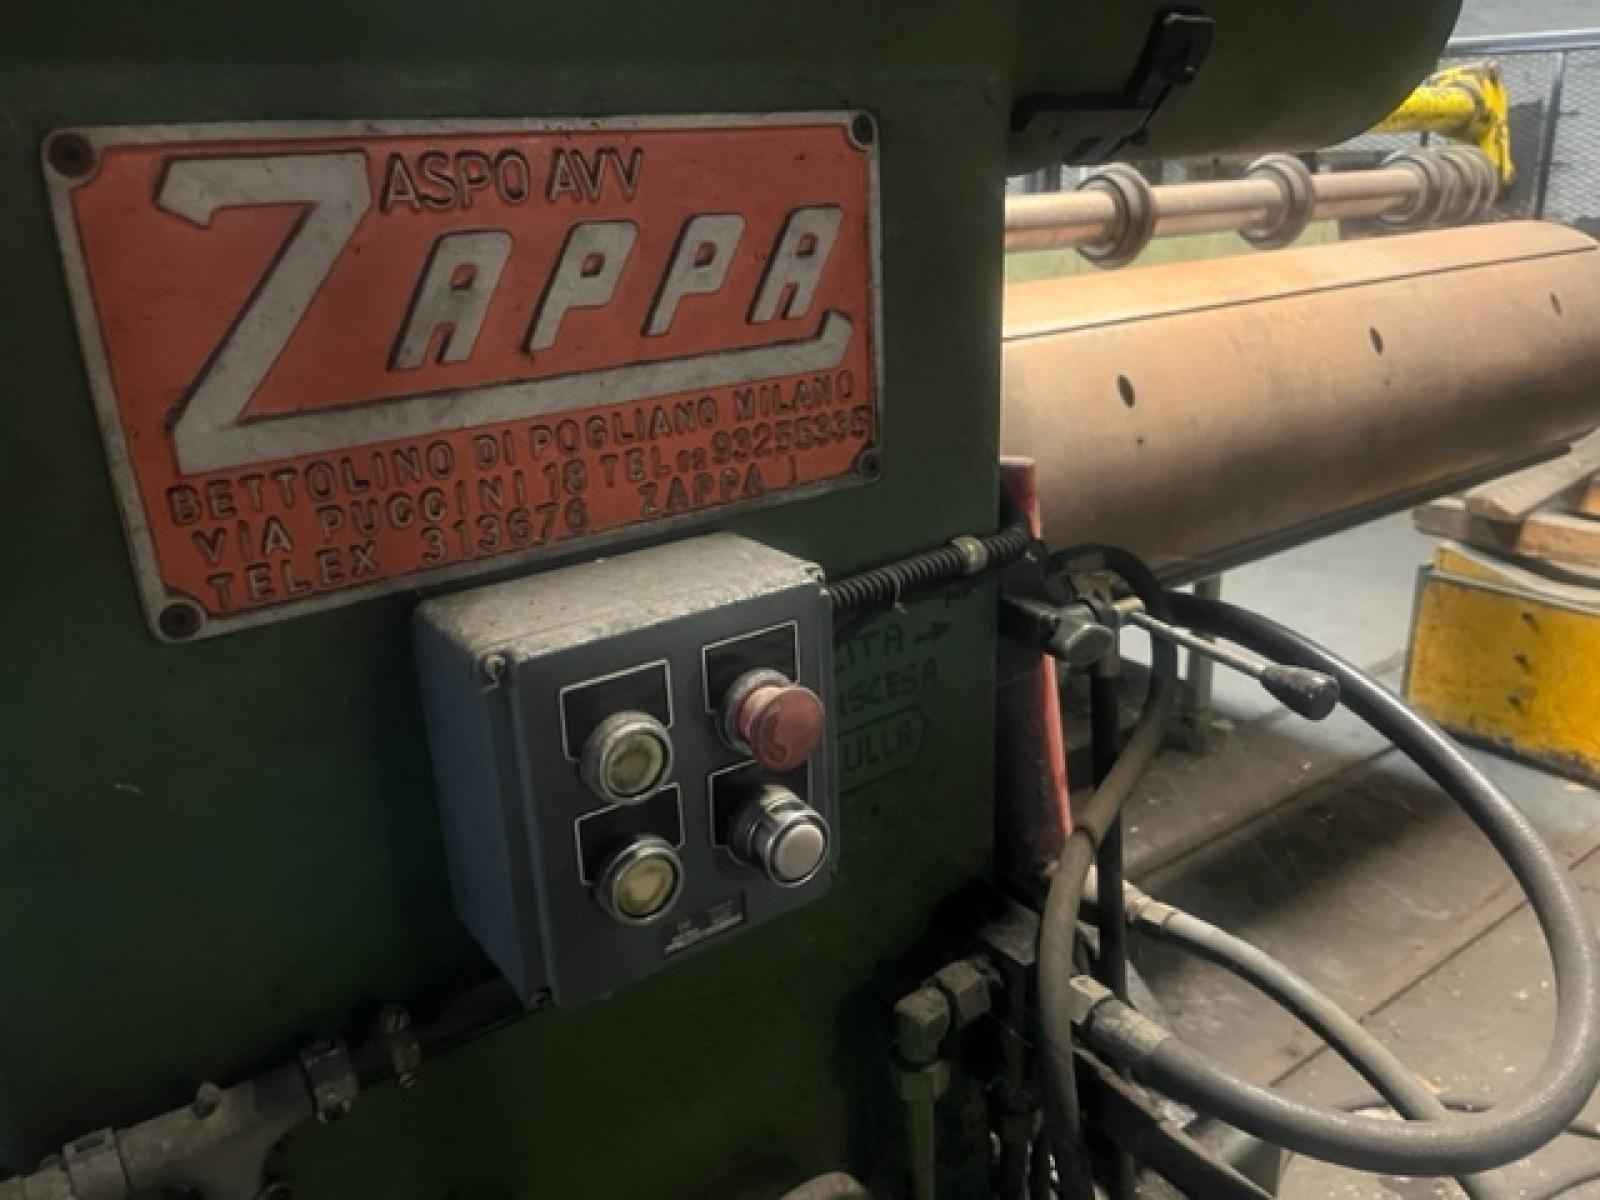 ASPO AVV
ZAPPA
BETTOLINO DI POGLIANO MILANO
VIA PUCCINI 18 TEL 02 93255335
TELEX 313676 ZAPPA I